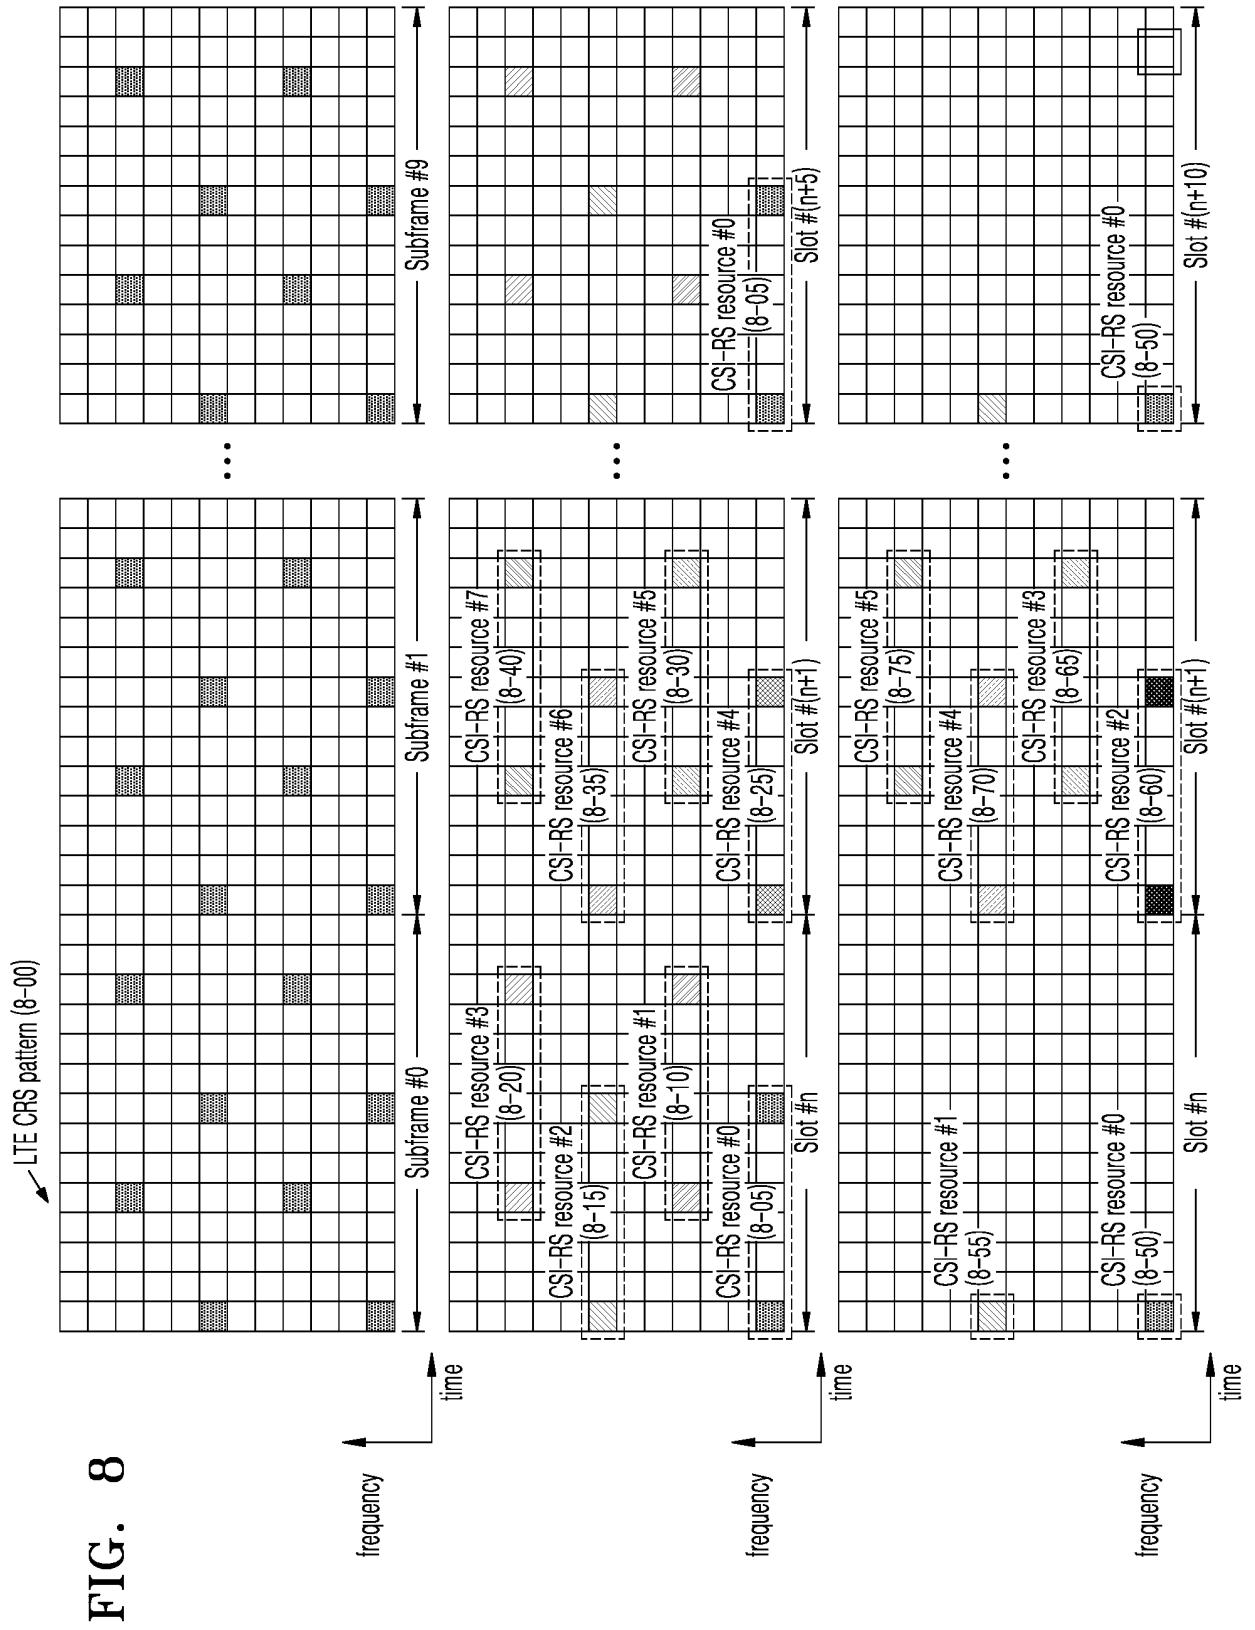 FIG. 8
LTE CRS pattern (8-00)
frequency
time
Subframe #0
Subframe #1
...
Subframe #9
frequency
time
CSI-RS resource #3
(8-20)
CSI-RS resource #2
(8-15)
CSI-RS resource #1
(8-10)
CSI-RS resource #0
(8-05)
Slot #n
CSI-RS resource #7
(8-40)
CSI-RS resource #6
(8-35)
CSI-RS resource #5
(8-30)
CSI-RS resource #4
(8-25)
Slot #(n+1)
...
CSI-RS resource #0
(8-05)
Slot #(n+5)
frequency
time
CSI-RS resource #1
(8-55)
CSI-RS resource #0
(8-50)
Slot #n
CSI-RS resource #5
(8-75)
CSI-RS resource #4
(8-70)
CSI-RS resource #3
(8-65)
CSI-RS resource #2
(8-60)
Slot #(n+1)
...
CSI-RS resource #0
(8-50)
Slot #(n+10)